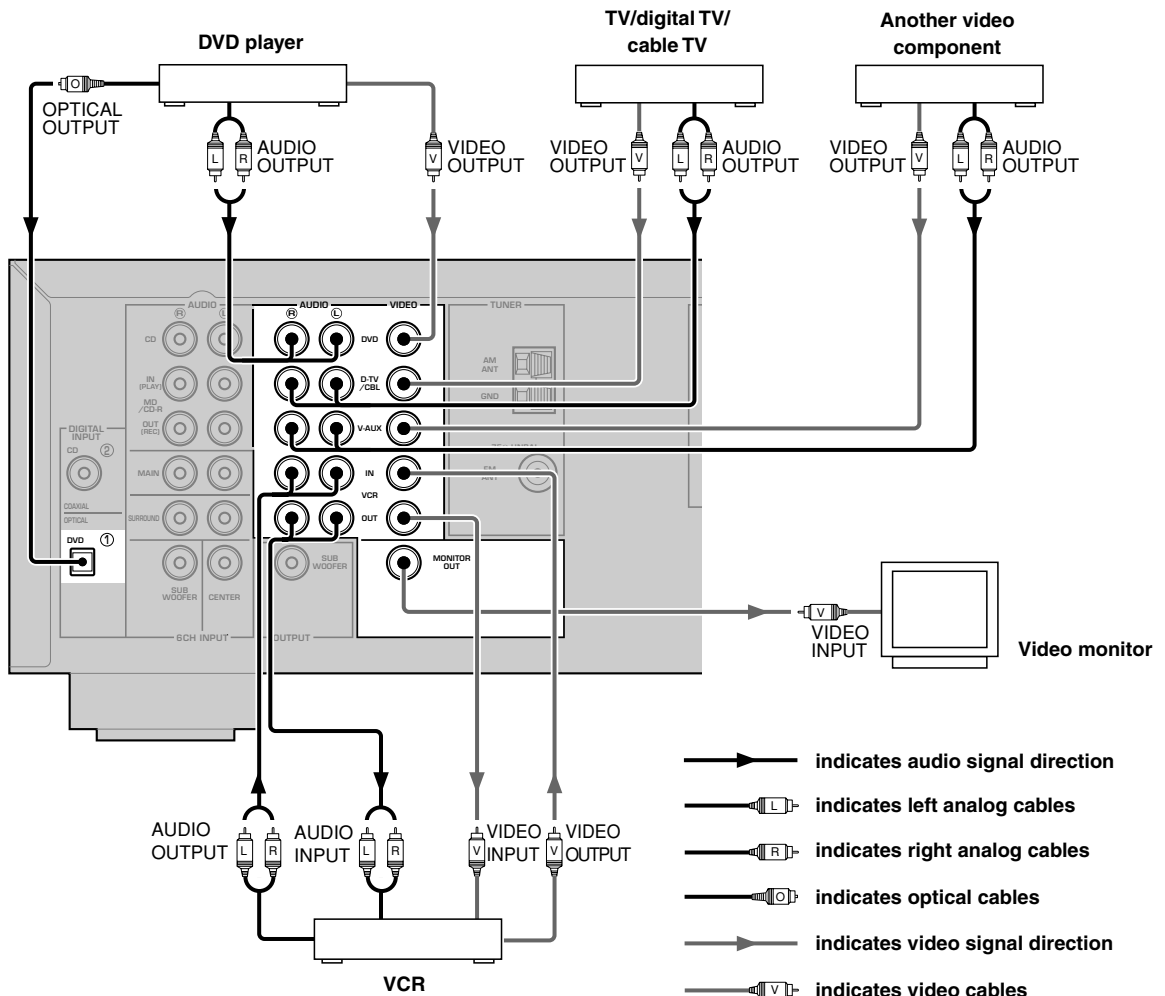 DVD player
TV/digital TV/
cable TV
Another video
component
O
OPTICAL
OUTPUT
L
R
AUDIO
OUTPUT
V
VIDEO
OUTPUT
VIDEO
OUTPUT
V
L
R
AUDIO
OUTPUT
VIDEO
OUTPUT
V
L
R
AUDIO
OUTPUT
AUDIO
R
L
CD
IN
(PLAY)
MD
/CD-R
OUT
(REC)
MAIN
SURROUND
SUB
WOOFER
CENTER
6CH INPUT
DIGITAL
INPUT
CD
2
COAXIAL
OPTICAL
DVD
1
AUDIO
R
L
VIDEO
DVD
D-TV
/CBL
V-AUX
IN
VCR
OUT
SUB
WOOFER
OUTPUT
MONITOR
OUT
TUNER
AM
ANT
GND
FM
ANT
V
VIDEO
INPUT
Video monitor
AUDIO
OUTPUT
L
R
AUDIO
INPUT
L
R
VIDEO
INPUT
V
VIDEO
OUTPUT
V
VCR
indicates audio signal direction
L
indicates left analog cables
R
indicates right analog cables
O
indicates optical cables
indicates video signal direction
V
indicates video cables